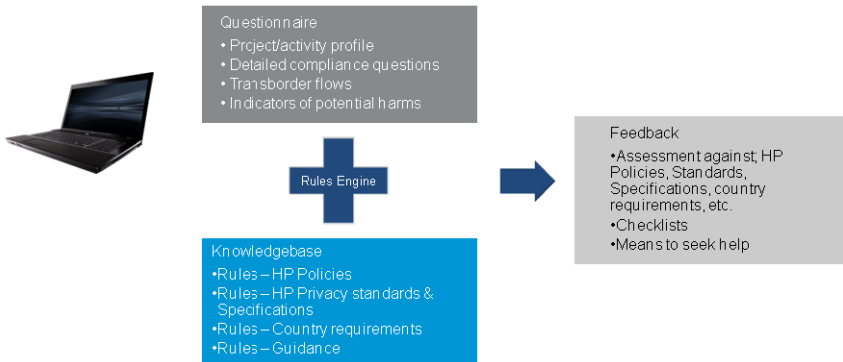 Questionnaire
• Project/activity profile
• Detailed compliance questions
• Transborder flows
• Indicators of potential harms
Rules Engine
Knowledgebase
•Rules – HP Policies
•Rules – HP Privacy standards &
Specifications
•Rules – Country requirements
•Rules – Guidance
Feedback
•Assessment against; HP
Policies, Standards,
Specifications, country
requirements, etc.
•Checklists
•Means to seek help